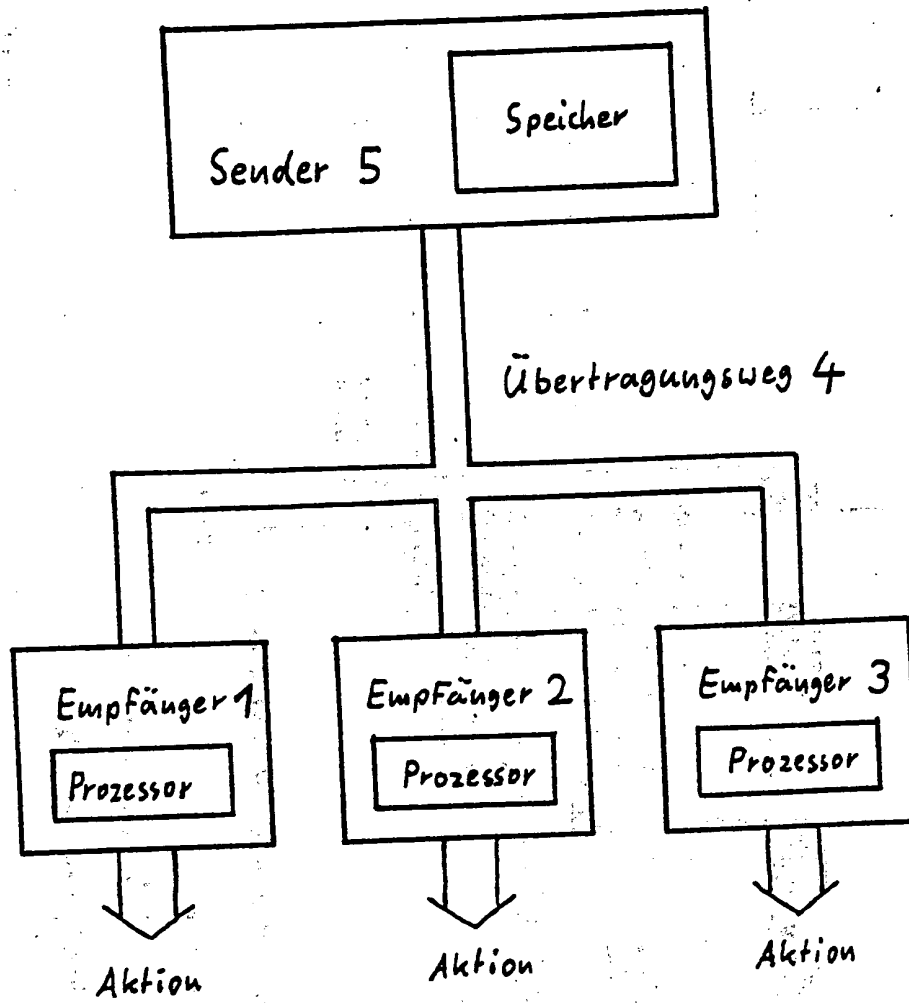 Speicher
Sender 5
Übertragungsweg 4
Empfänger 1
Prozessor
Empfänger 2
Prozessor
Empfänger 3
Prozessor
Aktion
Aktion
Aktion